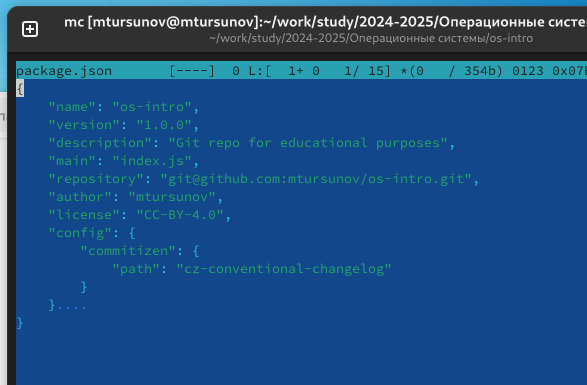 mc [mtursunov@mtursunov]:~/work/study/2024-2025/Операционные систе
~/work/study/2024-2025/Операционные системы/os-intro
package.json [----] 0 L:[ 1+ 0 1/ 15] *(0 / 354b) 0123 0x07
{
"name": "os-intro",
"version": "1.0.0",
"description": "Git repo for educational purposes",
"main": "index.js",
"repository": "git@github.com:mtursunov/os-intro.git",
"author": "mtursunov",
"license": "CC-BY-4.0",
"config": {
"commitizen": {
"path": "cz-conventional-changelog"
}
}....
}